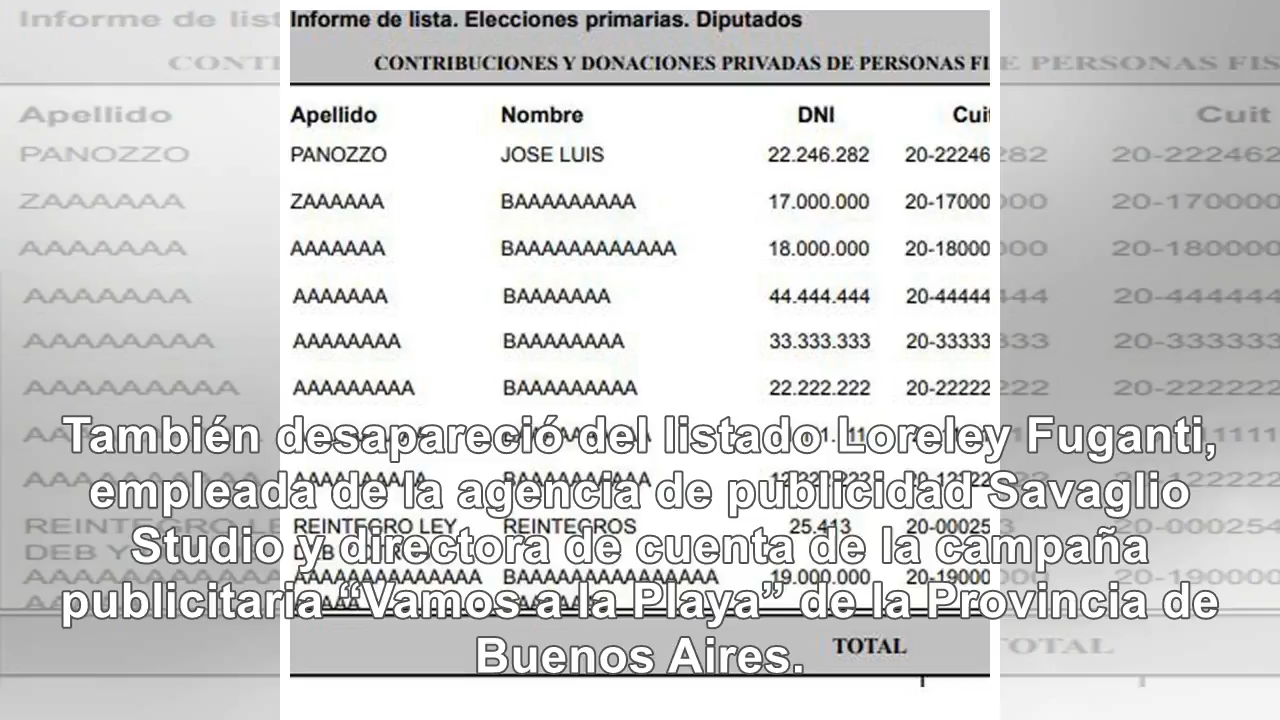 Informe de lista. Elecciones primarias. Diputados
CONTRIBUCIONES Y DONACIONES PRIVADAS DE PERSONAS FI
Apellido Nombre DNI Cuit
PANOZZO JOSE LUIS 22.246.282 20-22246
ZAAAAAA BAAAAAAAAAA 17.000.000 20-17000
AAAAAAA BAAAAAAAAAAAA 18.000.000 20-18000
AAAAAAA BAAAAAAA 44.444.444 20-44444
AAAAAAAA BAAAAAAAA 33.333.333 20-33333
AAAAAAAAA BAAAAAAAAA 22.222.222 20-22222
REINTEGRO LEY REINTEGROS 25.413 20-00025
AAAAAAAAAAAAAA BAAAAAAAAAAAAAAA 19.000.000 20-19000
TOTAL
También desapareció del listado Loreley Fuganti,
empleada de la agencia de publicidad Savaglio
Studio y directora de cuenta de la campaña
publicitaria “Vamos a la Playa” de la Provincia de
Buenos Aires.